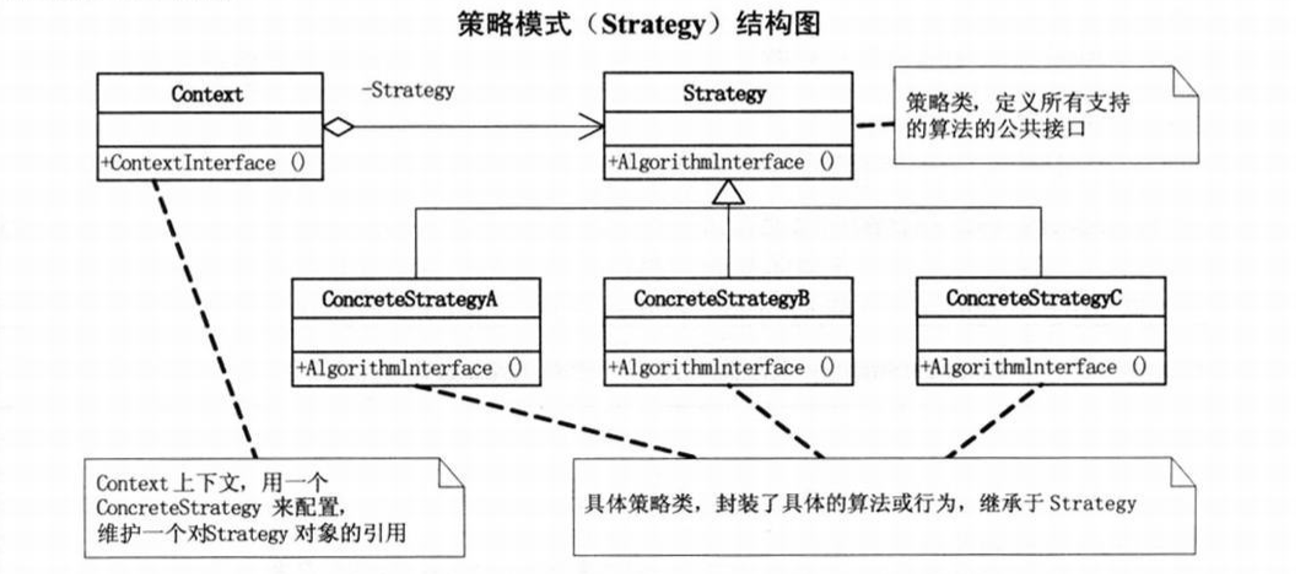 策略模式（Strategy）结构图
Context
-Strategy
Strategy
策略类，定义所有支持
的算法的公共接口
+ContextInterface ()
+AlgorithmInterface ()
ConcreteStrategyA
ConcreteStrategyB
ConcreteStrategyC
+AlgorithmInterface ()
+AlgorithmInterface ()
+AlgorithmInterface ()
Context 上下文，用一个
ConcreteStrategy 来配置，
维护一个对Strategy 对象的引用
具体策略类，封装了具体的算法或行为，继承于 Strategy